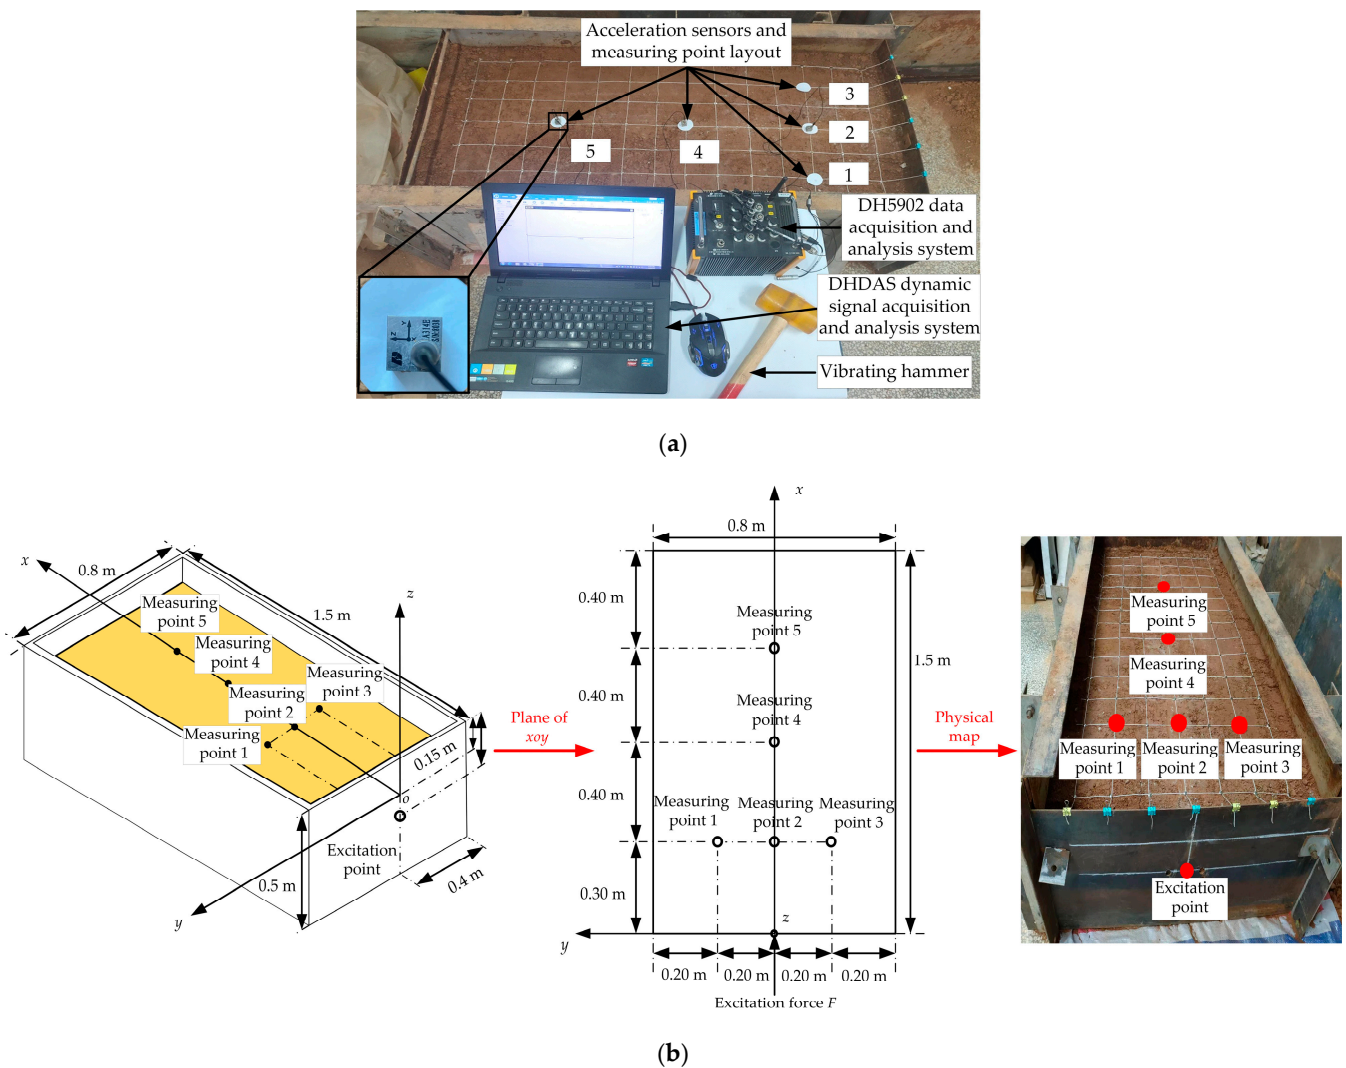 Acceleration sensors and
measuring point layout
3
2
5
4
1
DH5902 data
acquisition and
analysis system
DHDAS dynamic
signal acquisition
and analysis system
Vibrating hammer
(a)
x
0.8 m
z
Measuring
point 5
1.5 m
Measuring
point 4
Measuring
point 3
Measuring
point 2
Measuring
point 1
0.15 m
o
Excitation
point
0.5 m
0.4 m
y
Plane of
xoy
x
0.8 m
0.40 m
Measuring
point 5
1.5 m
0.40 m
Measuring
point 4
0.40 m
Measuring
point 1
Measuring
point 2
Measuring
point 3
0.30 m
z
y
0.20 m
0.20 m
0.20 m
0.20 m
Excitation force F
Physical
map
Measuring
point 5
Measuring
point 4
Measuring
point 1
Measuring
point 2
Measuring
point 3
Excitation
point
(b)